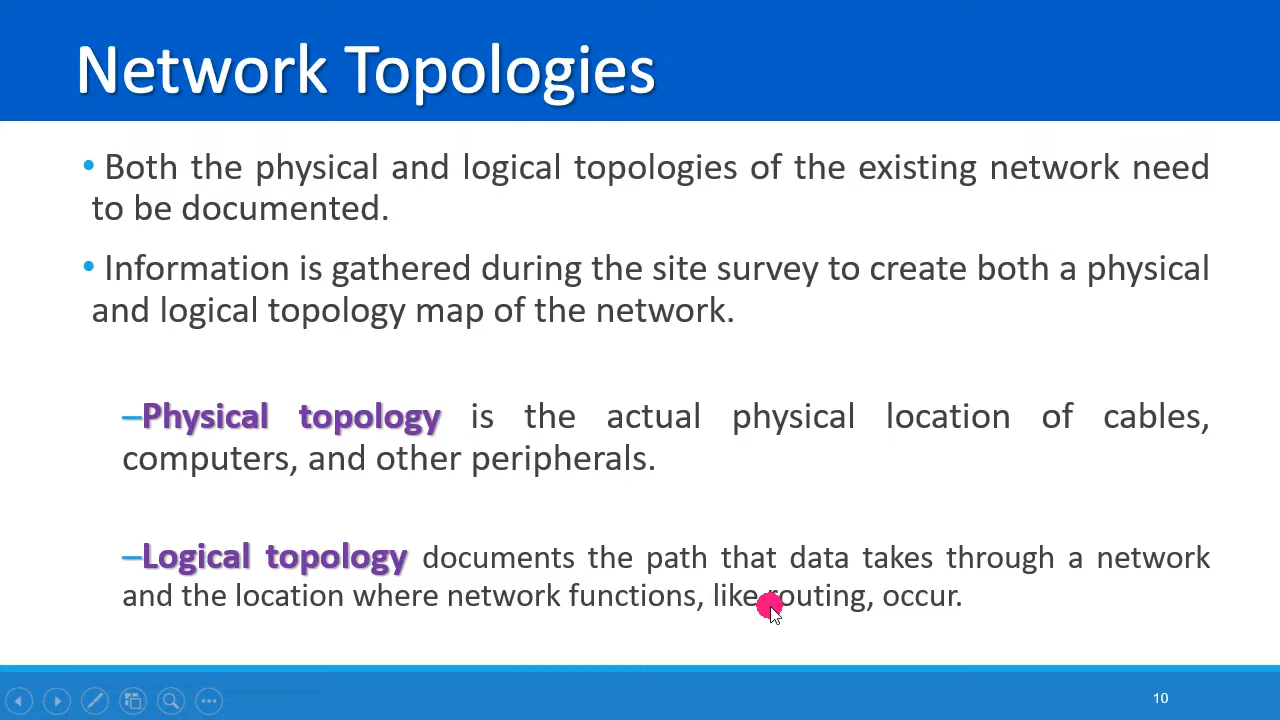 Network Topologies
• Both the physical and logical topologies of the existing network need
to be documented.
• Information is gathered during the site survey to create both a physical
and logical topology map of the network.
–Physical topology is the actual physical location of cables,
computers, and other peripherals.
–Logical topology documents the path that data takes through a network
and the location where network functions, like routing, occur.
10